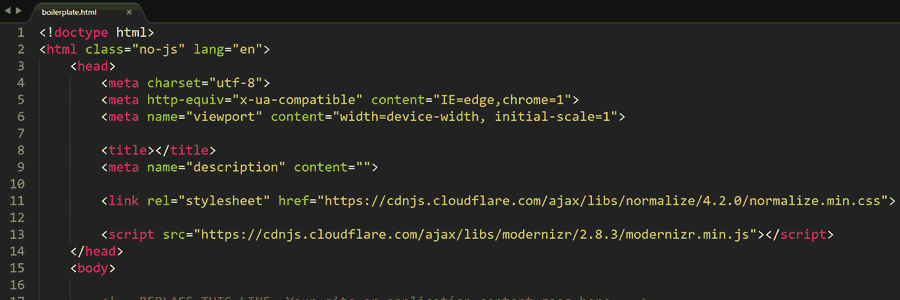 boilerplate.html ×
1 <!doctype html>
2 <html class="no-js" lang="en">
3 <head>
4 <meta charset="utf-8">
5 <meta http-equiv="x-ua-compatible" content="IE=edge,chrome=1">
6 <meta name="viewport" content="width=device-width, initial-scale=1">
7
8 <title></title>
9 <meta name="description" content="">
10
11 <link rel="stylesheet" href="https://cdnjs.cloudflare.com/ajax/libs/normalize/4.2.0/normalize.min.css">
12
13 <script src="https://cdnjs.cloudflare.com/ajax/libs/modernizr/2.8.3/modernizr.min.js"></script>
14 </head>
15 <body>
16